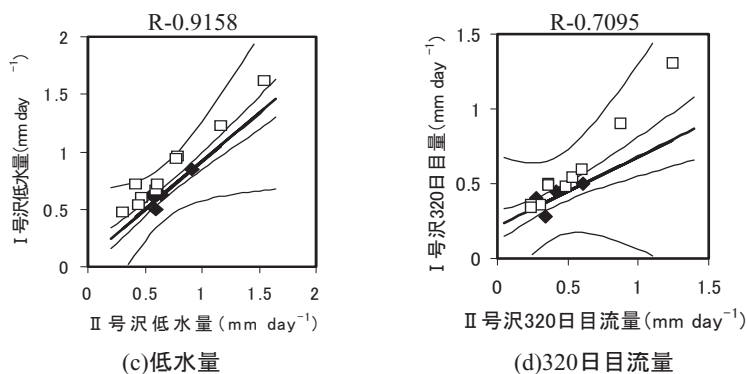 R-0.9158
2
1.5
1
0.5
0
0 0.5 1 1.5 2
Ⅰ号沢低水量(mm day⁻¹)
Ⅱ号沢低水量(mm day⁻¹)
(c)低水量
R-0.7095
1.5
1
0.5
0
0 0.5 1 1.5
Ⅰ号沢320日目量(mm day⁻¹)
Ⅱ号沢320日目流量(mm day⁻¹)
(d)320日目流量